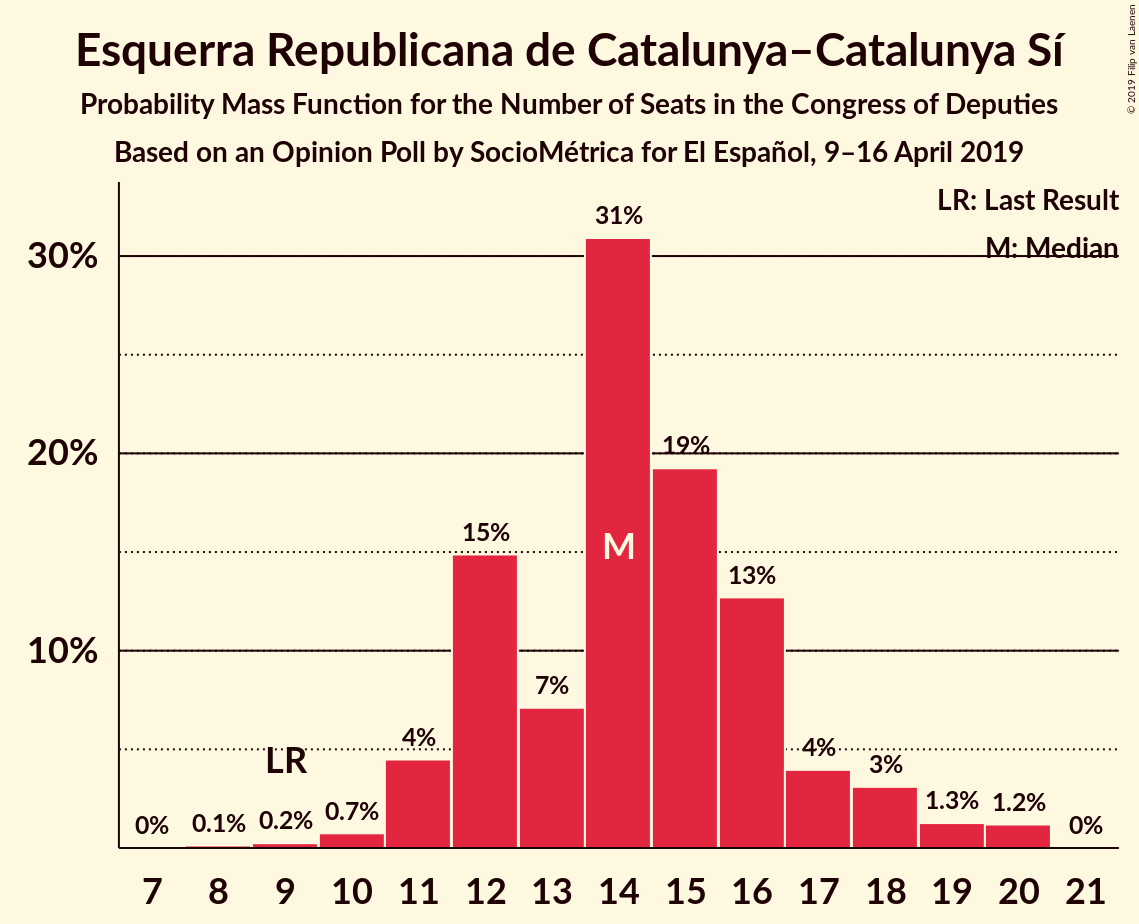 Esquerra Republicana de Catalunya–Catalunya Sí
Probability Mass Function for the Number of Seats in the Congress of Deputies
Based on an Opinion Poll by SocioMétrica for El Español, 9–16 April 2019
© 2019 Filip van Laenen
LR: Last Result
M: Median
30%
20%
10%
0%
0.1%
0.2%
0.7%
4%
15%
7%
31%
19%
13%
4%
3%
1.3%
1.2%
0%
LR
M
7 8 9 10 11 12 13 14 15 16 17 18 19 20 21